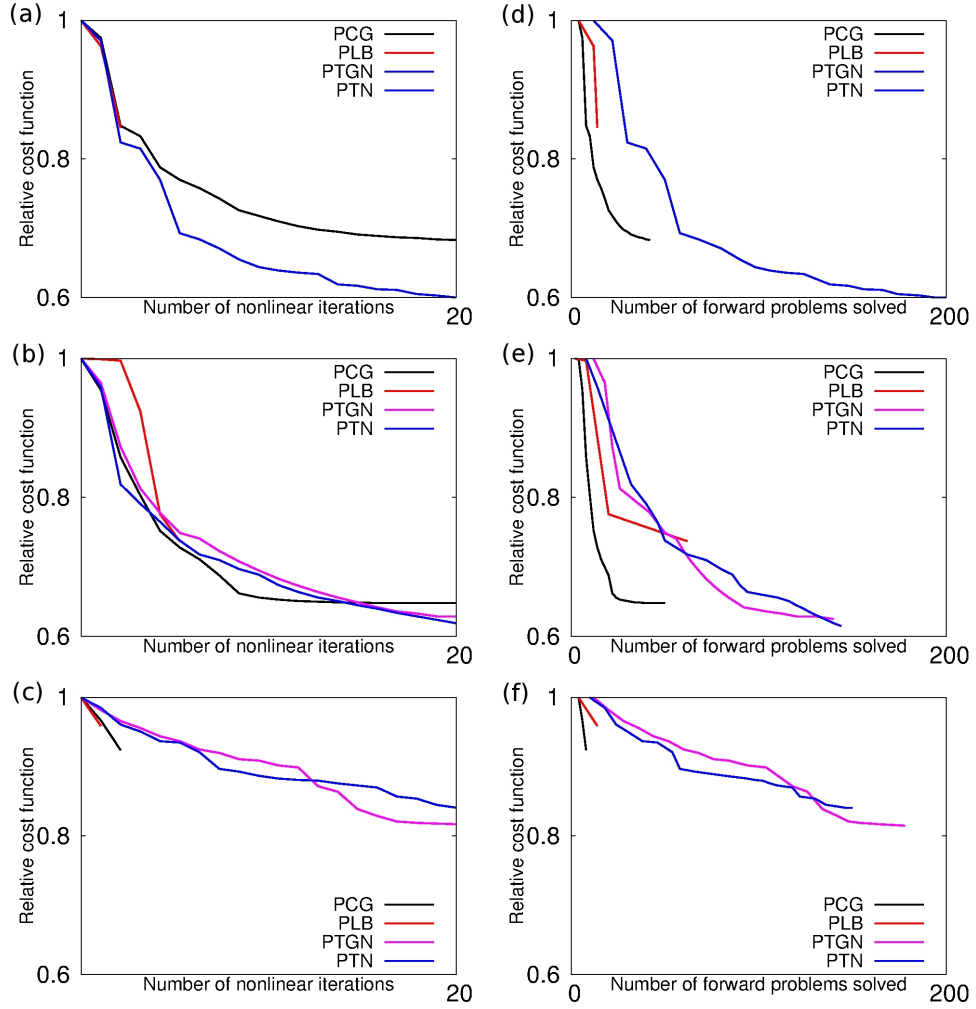 (a)
1
0.8
0.6
Relative cost function
PCG
PLB
PTGN
PTN
Number of nonlinear iterations
20
(d)
1
0.8
0.6
Relative cost function
PCG
PLB
PTGN
PTN
0
Number of forward problems solved
200
(b)
1
0.8
0.6
Relative cost function
PCG
PLB
PTGN
PTN
Number of nonlinear iterations
20
(e)
1
0.8
0.6
Relative cost function
PCG
PLB
PTGN
PTN
0
Number of forward problems solved
200
(c)
1
0.8
0.6
Relative cost function
PCG
PLB
PTGN
PTN
Number of nonlinear iterations
20
(f)
1
0.8
0.6
Relative cost function
PCG
PLB
PTGN
PTN
0
Number of forward problems solved
200